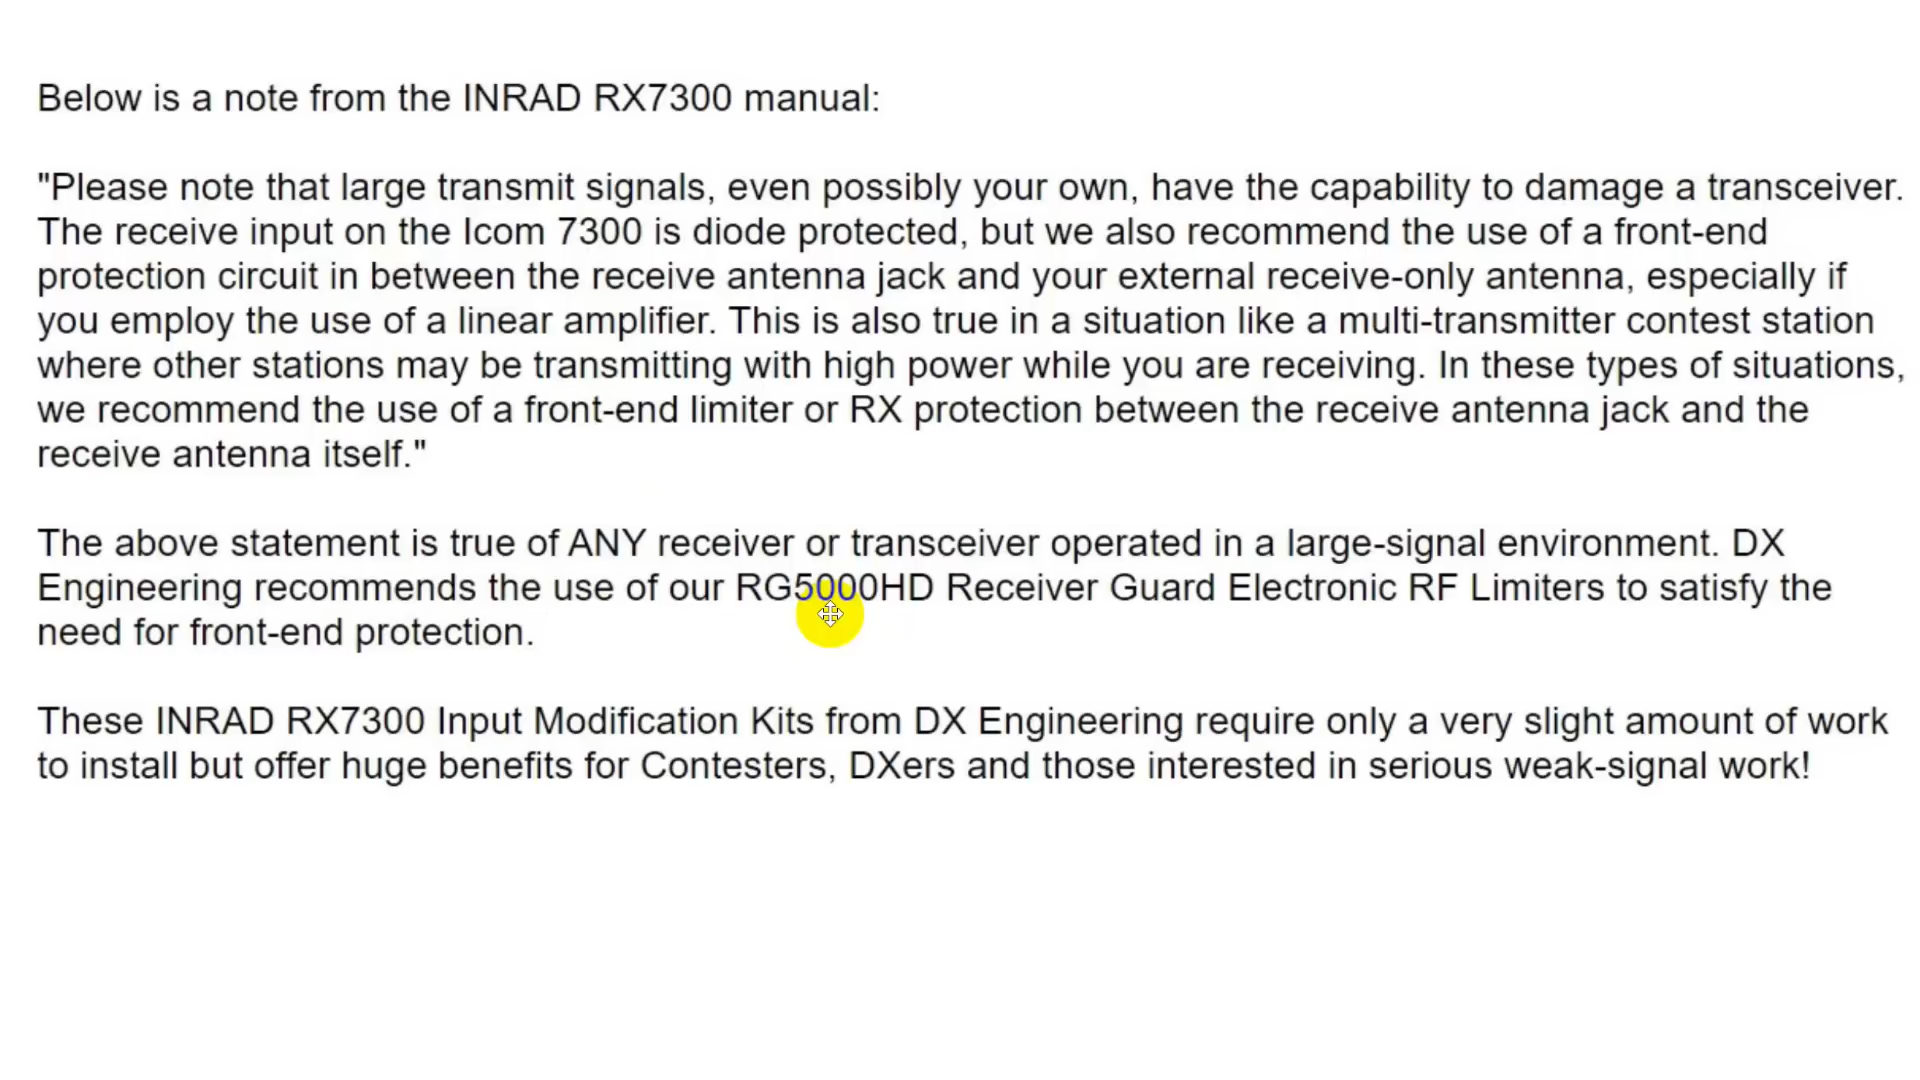 Below is a note from the INRAD RX7300 manual:
"Please note that large transmit signals, even possibly your own, have the capability to damage a transceiver.
The receive input on the Icom 7300 is diode protected, but we also recommend the use of a front-end
protection circuit in between the receive antenna jack and your external receive-only antenna, especially if
you employ the use of a linear amplifier. This is also true in a situation like a multi-transmitter contest station
where other stations may be transmitting with high power while you are receiving. In these types of situations,
we recommend the use of a front-end limiter or RX protection between the receive antenna jack and the
receive antenna itself."
The above statement is true of ANY receiver or transceiver operated in a large-signal environment. DX
Engineering recommends the use of our RG5000HD Receiver Guard Electronic RF Limiters to satisfy the
need for front-end protection.
These INRAD RX7300 Input Modification Kits from DX Engineering require only a very slight amount of work
to install but offer huge benefits for Contesters, DXers and those interested in serious weak-signal work!